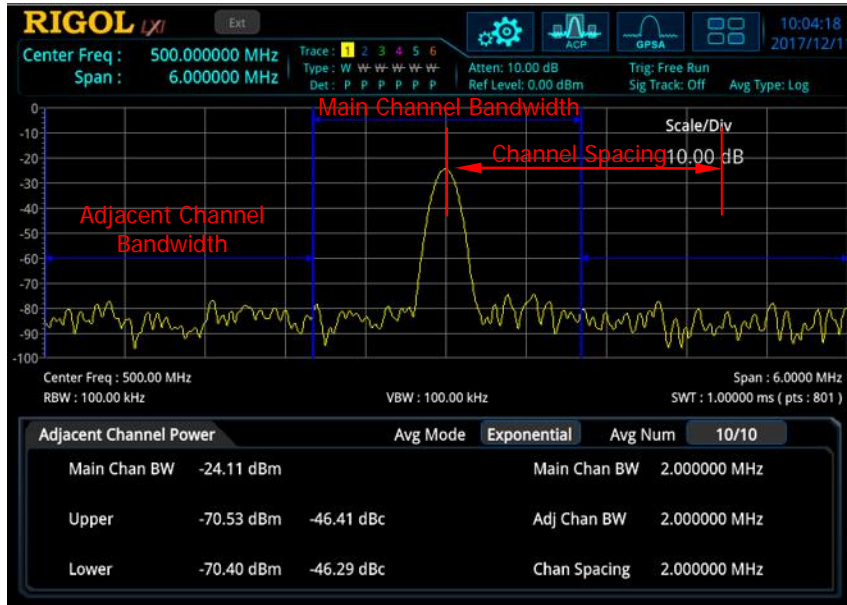 RIGOL LXI Ext 10:04:18
2017/12/1
ACP GPSA
Center Freq : 500.000000 MHz
Span : 6.000000 MHz
Trace : 1 2 3 4 5 6
Type : W W W W W W
Det : P P P P P P
Atten: 10.00 dB
Ref Level: 0.00 dBm
Trig: Free Run
Sig Track: Off Avg Type: Log
Main Channel Bandwidth
Scale/Div
10.00 dB
Channel Spacing
Adjacent Channel
Bandwidth
0
-10
-20
-30
-40
-50
-60
-70
-80
-90
-100
Center Freq : 500.00 MHz Span : 6.0000 MHz
RBW : 100.00 kHz VBW : 100.00 kHz SWT : 1.00000 ms ( pts : 801 )
Adjacent Channel Power Avg Mode Exponential Avg Num 10/10
Main Chan BW -24.11 dBm Main Chan BW 2.000000 MHz
Upper -70.53 dBm -46.41 dBc Adj Chan BW 2.000000 MHz
Lower -70.40 dBm -46.29 dBc Chan Spacing 2.000000 MHz